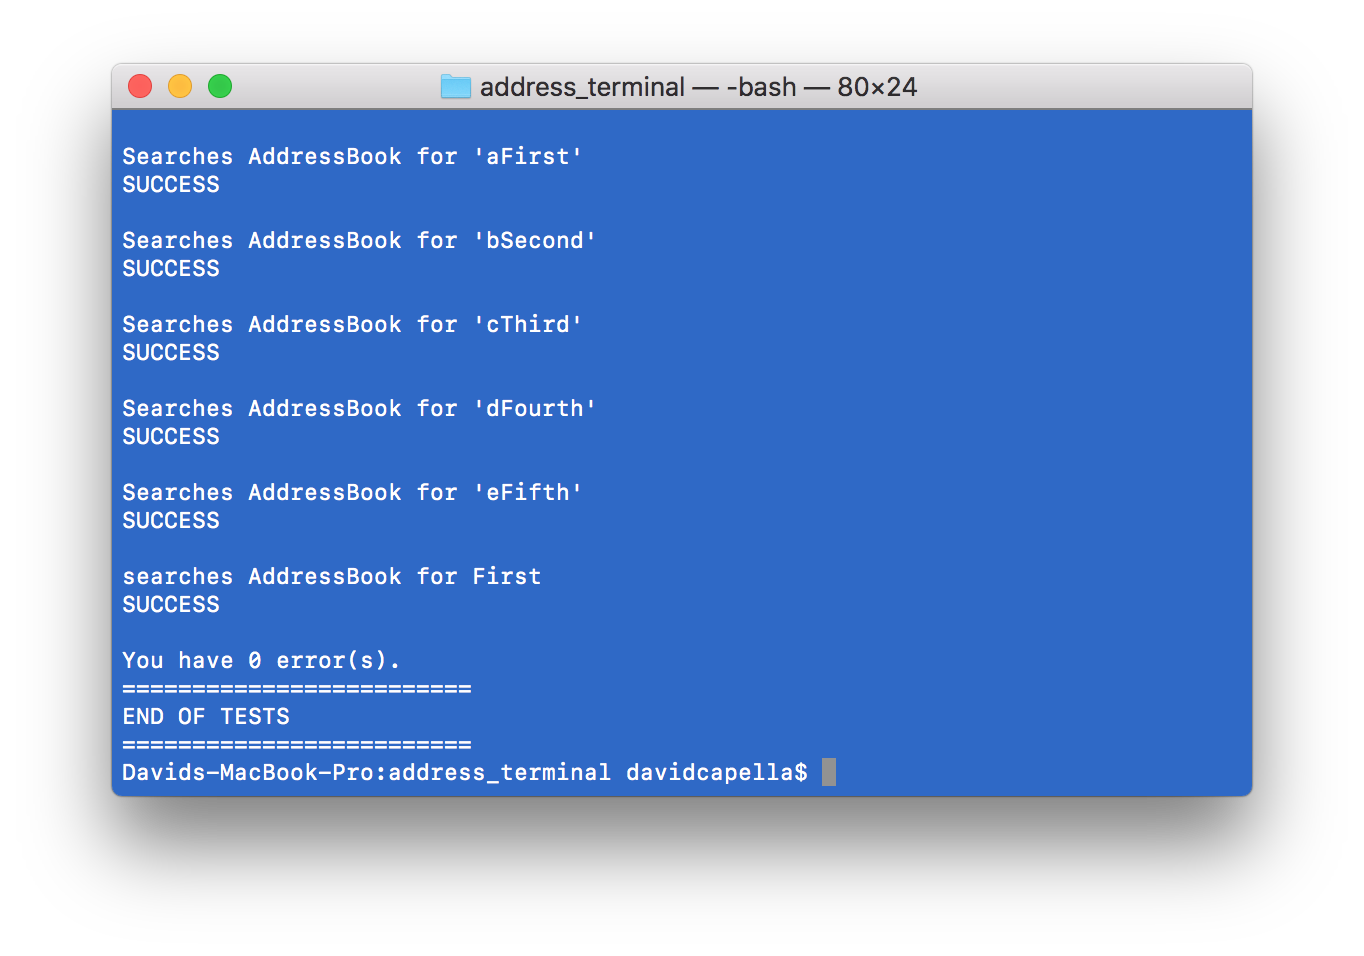 address_terminal — -bash — 80×24
Searches AddressBook for 'aFirst'
SUCCESS
Searches AddressBook for 'bSecond'
SUCCESS
Searches AddressBook for 'cThird'
SUCCESS
Searches AddressBook for 'dFourth'
SUCCESS
Searches AddressBook for 'eFifth'
SUCCESS
searches AddressBook for First
SUCCESS
You have 0 error(s).
=========================
END OF TESTS
=========================
Davids-MacBook-Pro:address_terminal davidcapella$